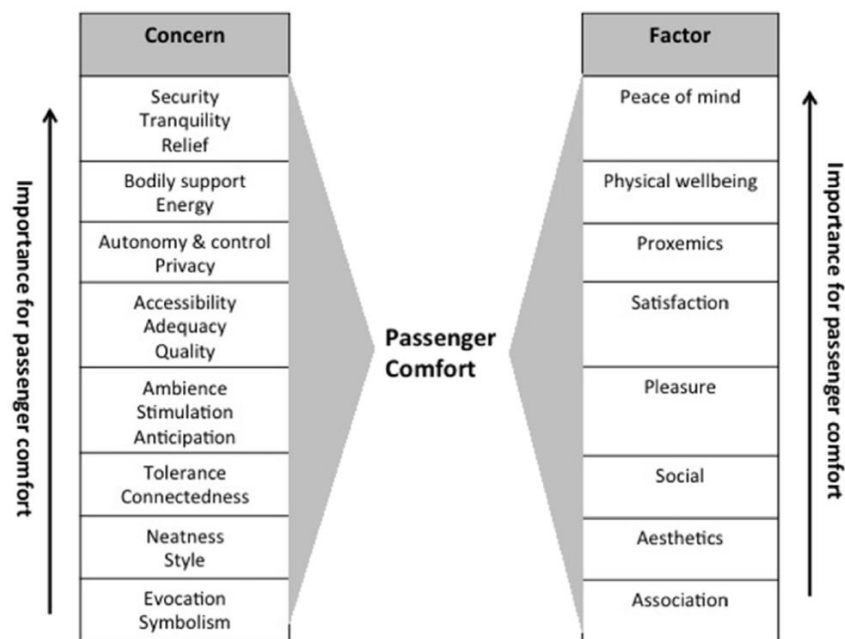 Concern
Security
Tranquility
Relief
Bodily support
Energy
Autonomy & control
Privacy
Accessibility
Adequacy
Quality
Ambience
Stimulation
Anticipation
Tolerance
Connectedness
Neatness
Style
Evocation
Symbolism
Importance for passenger comfort
Passenger
Comfort
Factor
Peace of mind
Physical wellbeing
Proxemics
Satisfaction
Pleasure
Social
Aesthetics
Association
Importance for passenger comfort